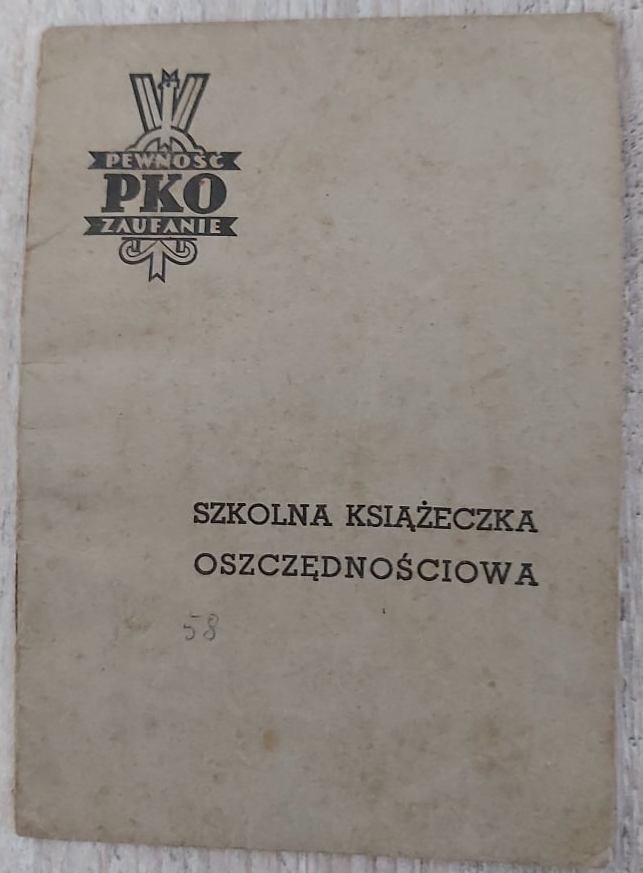 PEWNOŚĆ
PKO
ZAUFANIE
SZKOLNA KSIĄŻECZKA
OSZCZĘDNOŚCIOWA
58